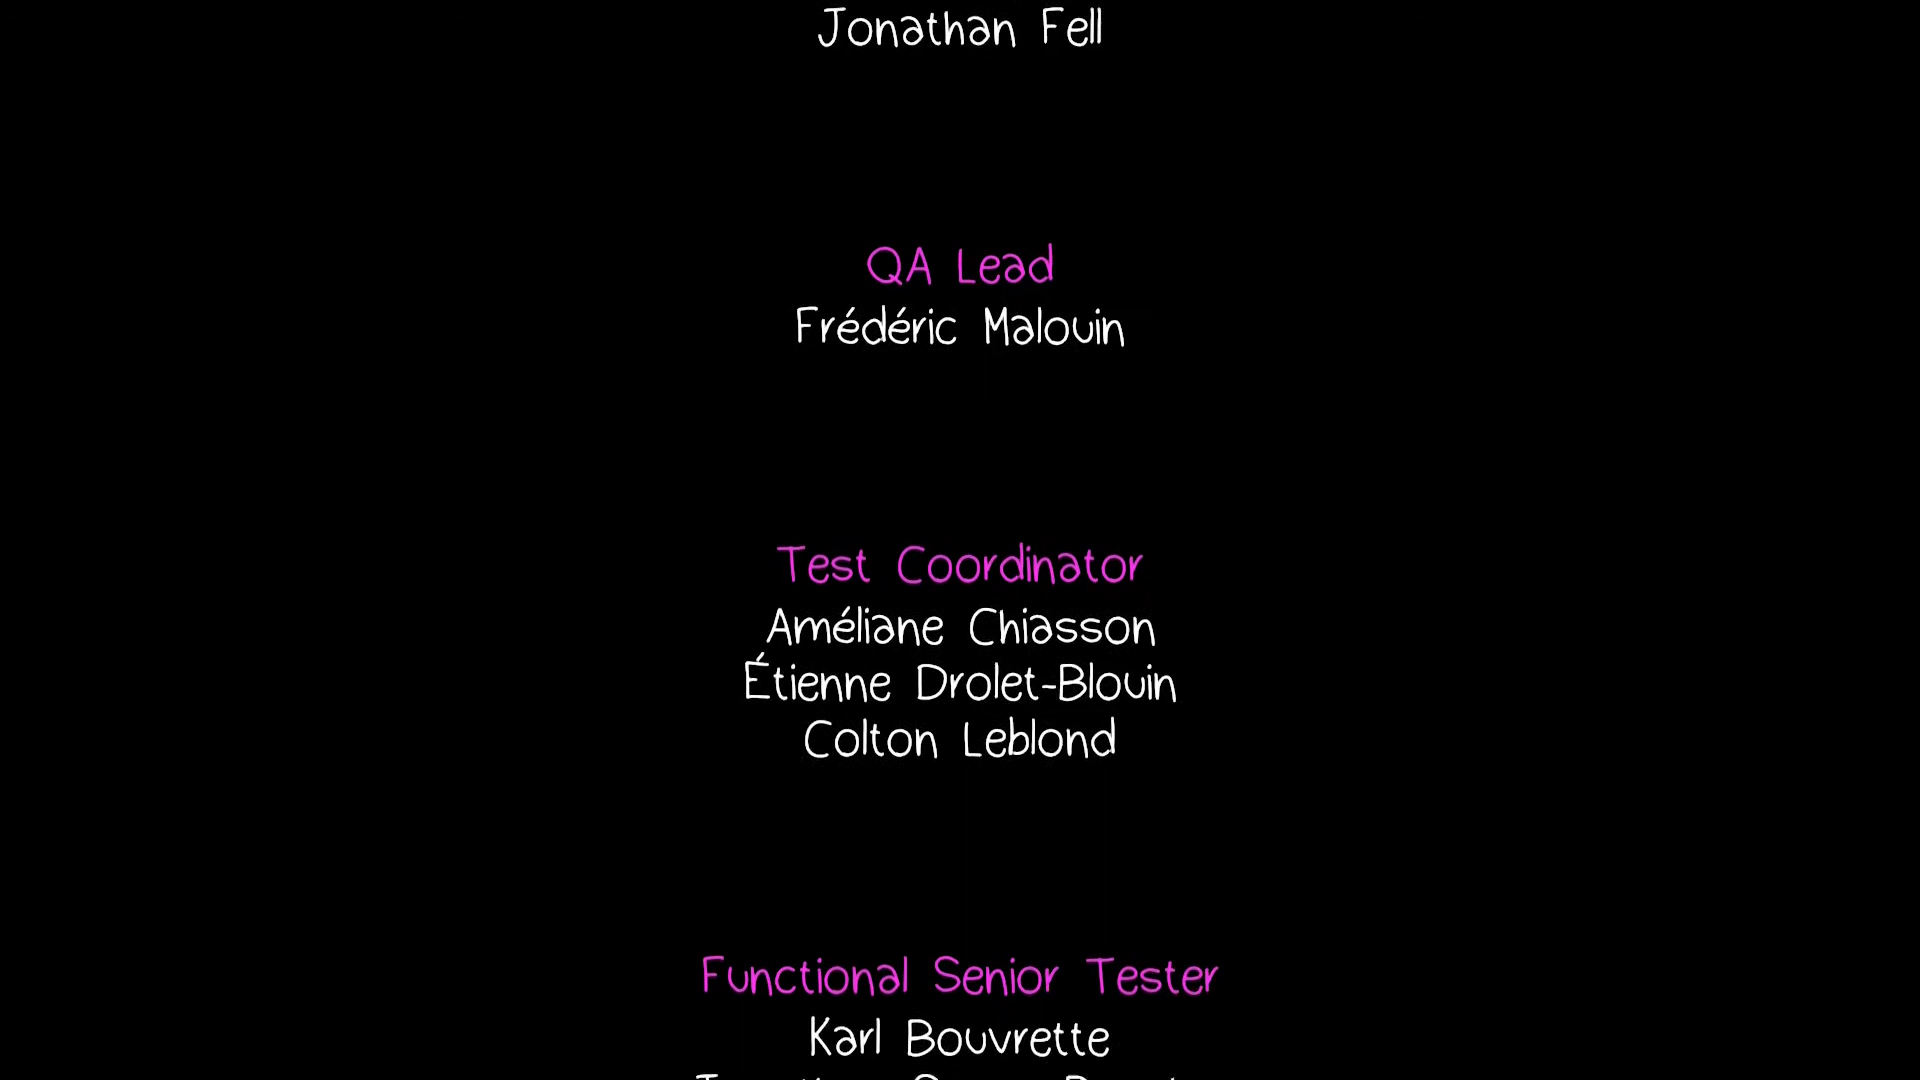 Jonathan Fell
QA Lead
Frédéric Malouin
Test Coordinator
Améliane Chiasson
Étienne Drolet-Blouin
Colton Leblond
Functional Senior Tester
Karl Bouvrette